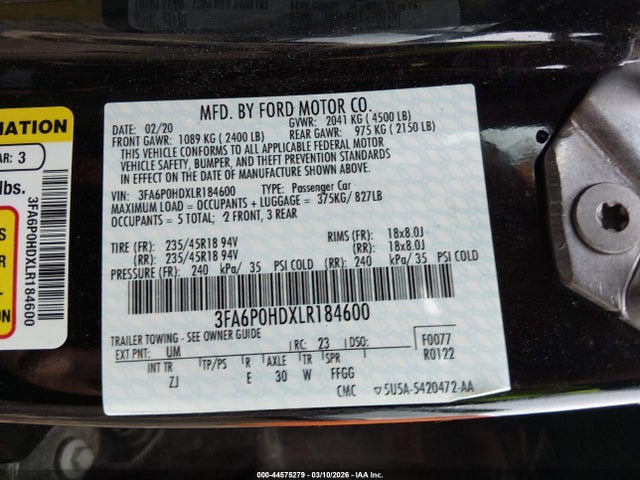 MFD. BY FORD MOTOR CO.
DATE: 02/20 GVWR: 2041 KG ( 4500 LB)
FRONT GAWR: 1089 KG ( 2400 LB) REAR GAWR: 975 KG ( 2150 LB)
THIS VEHICLE CONFORMS TO ALL APPLICABLE FEDERAL MOTOR
VEHICLE SAFETY, BUMPER, AND THEFT PREVENTION STANDARDS
IN EFFECT ON THE DATE OF MANUFACTURE SHOWN ABOVE.
VIN: 3FA6P0HDXLR184600 TYPE: Passenger Car
MAXIMUM LOAD = OCCUPANTS + LUGGAGE = 375KG/ 827LB
OCCUPANTS = 5 TOTAL; 2 FRONT, 3 REAR
TIRE (FR): 235/45R18 94V RIMS (FR): 18x8.0J
(RR): 235/45R18 94V (RR): 18x8.0J
PRESSURE (FR): 240 kPa/ 35 PSI COLD (RR): 240 kPa/ 35 PSI COLD
3FA6P0HDXLR184600
TRAILER TOWING - SEE OWNER GUIDE F0077
EXT PNT: UM RC: 23 DSO: R0122
INT TR TP/PS R AXLE TR SPR
ZJ E 30 W FFGG
CMC ▽5U5A-5420472-AA
MATION
AR: 3
lbs.
3FA6P0HDXLR184600
000-44575279 - 03/10/2026 - IAA Inc.